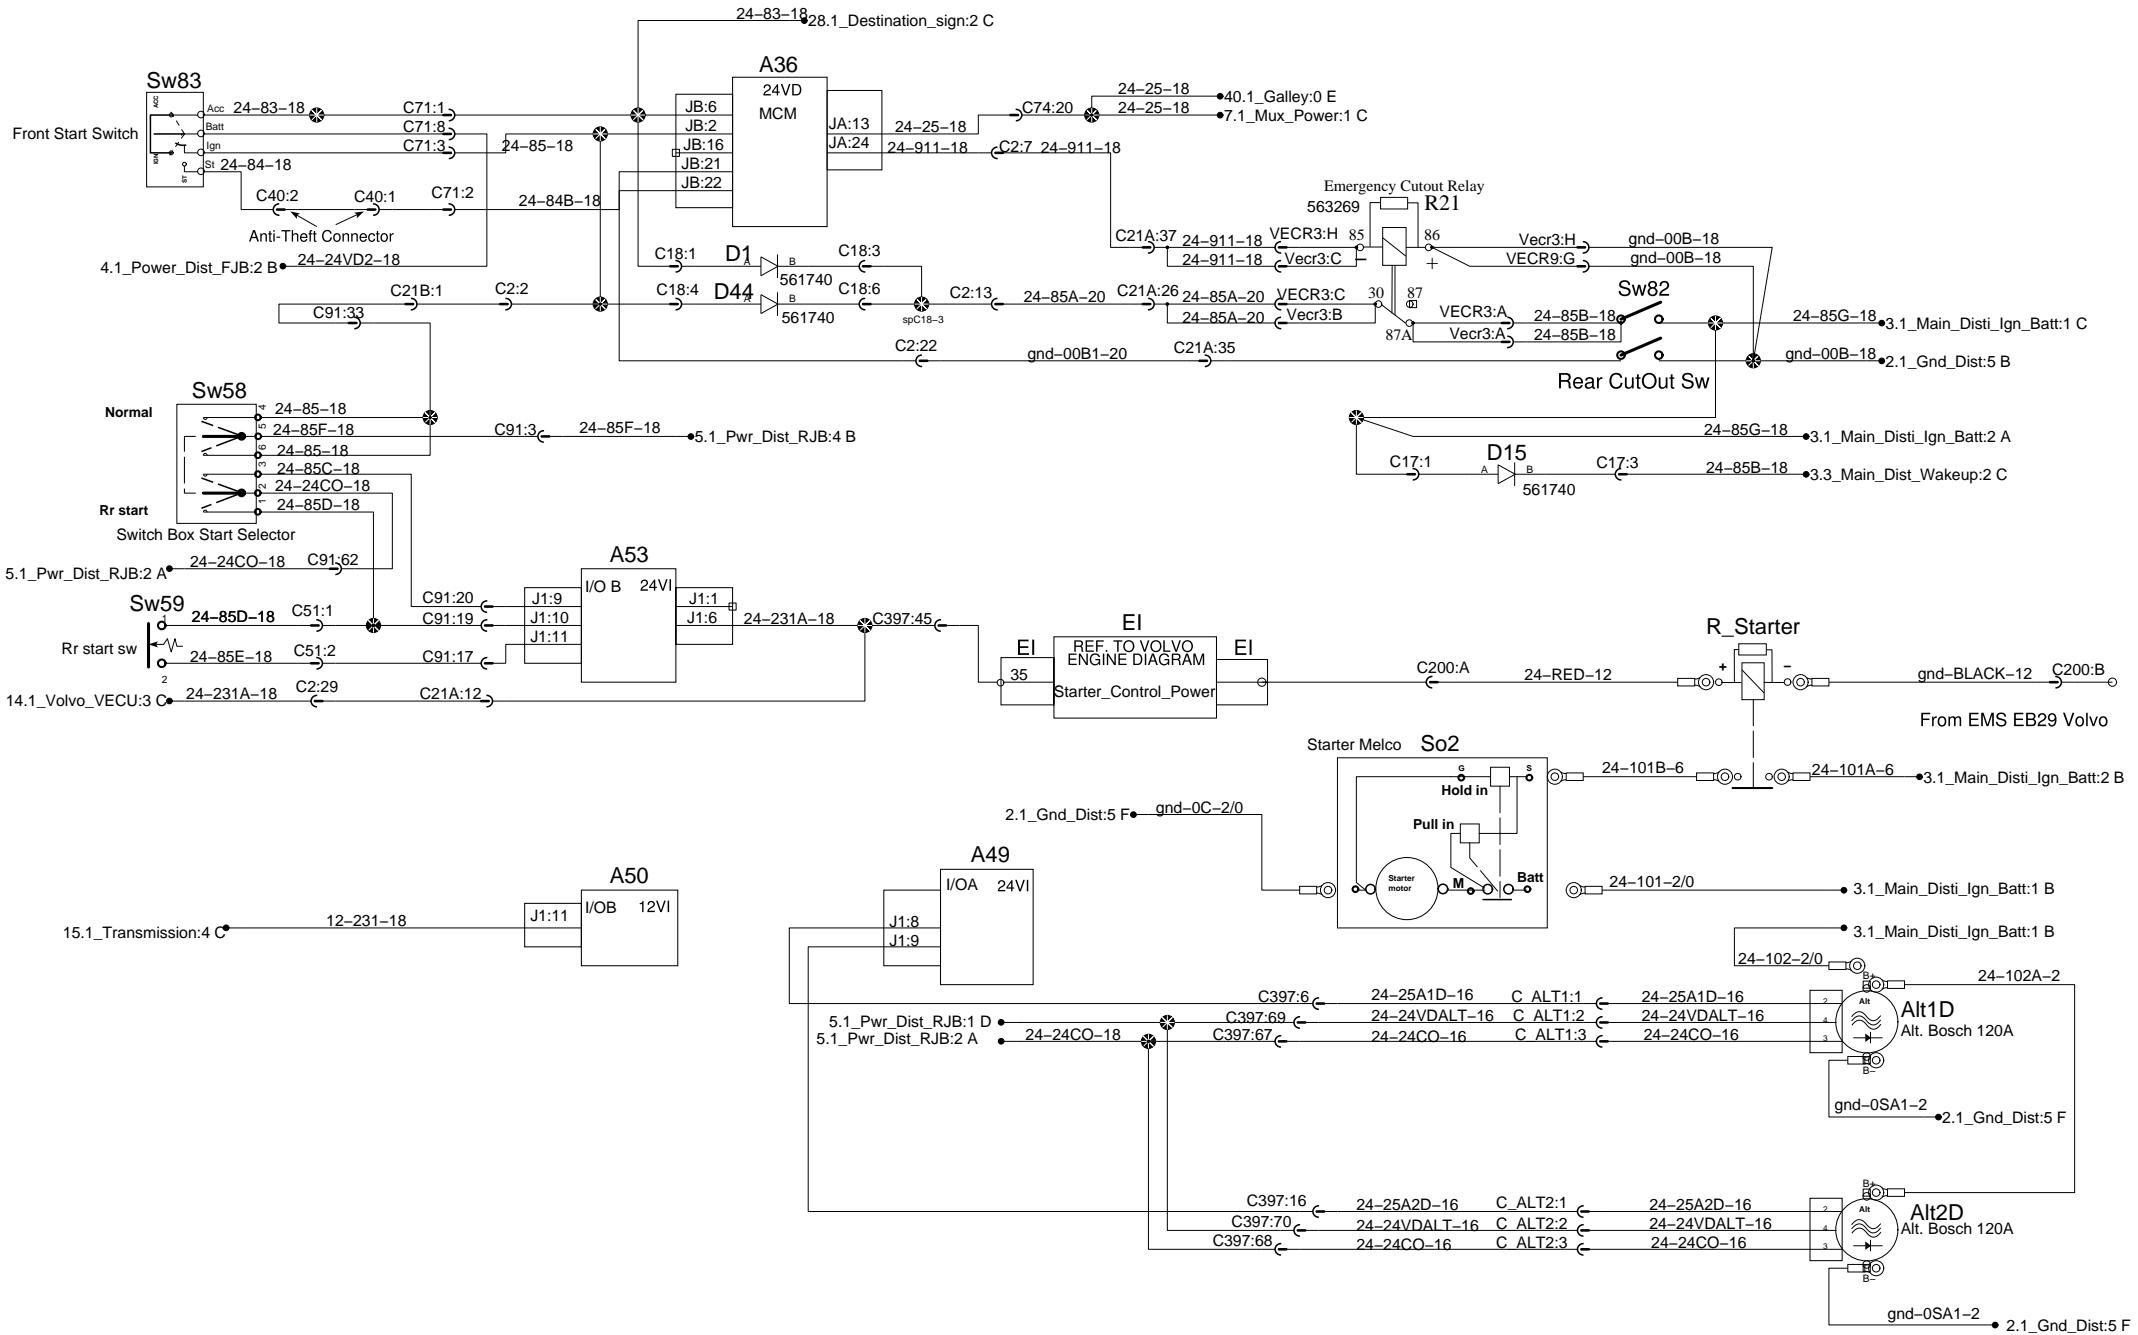 24-83-18 28.1_Destination_sign:2 C
Sw83
A36
24VD
MCM
Front Start Switch
ACC
IGN
ST
Acc 24-83-18 C71:1 JB:6
Batt C71:8 JB:2
Ign C71:3 24-85-18 JB:16
St 24-84-18 JB:21
JB:22
JA:13 24-25-18 C74:20
JA:24 24-911-18 C2:7 24-911-18
24-25-18 40.1_Galley:0 E
24-25-18 7.1_Mux_Power:1 C
C40:2 C40:1 C71:2 24-84B-18
Anti-Theft Connector
4.1_Power_Dist_FJB:2 B 24-24VD2-18
Emergency Cutout Relay
563269 R21
C18:1 D1 A B C18:3
561740
C18:4 D44 A B C18:6
561740
spC18-3
C21B:1 C2:2
C91:33
C21A:37 24-911-18 VECR3:H 85 86 Vecr3:H gnd-00B-18
24-911-18 Vecr3:C - + VECR9:G gnd-00B-18
C2:13 24-85A-20 C21A:26 24-85A-20 VECR3:C 30 87
24-85A-20 Vecr3:B 87A
Sw82
VECR3:A 24-85B-18 24-85G-18 3.1_Main_Disti_Ign_Batt:1 C
Vecr3:A 24-85B-18
C2:22 gnd-00B1-20 C21A:35 gnd-00B-18 2.1_Gnd_Dist:5 B
Rear CutOut Sw
Sw58
Normal
4 24-85-18
5 24-85F-18 C91:3 24-85F-18 5.1_Pwr_Dist_RJB:4 B
6 24-85-18
3 24-85C-18
2 24-24CO-18
1 24-85D-18
Rr start
Switch Box Start Selector
24-85G-18 3.1_Main_Disti_Ign_Batt:2 A
C17:1 A D15 B C17:3 24-85B-18 3.3_Main_Dist_Wakeup:2 C
561740
5.1_Pwr_Dist_RJB:2 A 24-24CO-18 C91:62
A53
I/O B 24VI
Sw59
Rr start sw
1 24-85D-18 C51:1 C91:20 J1:9
C91:19 J1:10
J1:11
2 24-85E-18 C51:2 C91:17
J1:1
J1:6 24-231A-18 C397:45
14.1_Volvo_VECU:3 C 24-231A-18 C2:29 C21A:12
EI
EI EI
REF. TO VOLVO
ENGINE DIAGRAM
35
Starter_Control_Power
C200:A 24-RED-12
R_Starter
+ -
gnd-BLACK-12 C200:B
From EMS EB29 Volvo
Starter Melco So2
G S
Hold in
Pull in
Starter
motor
M Batt
24-101B-6 24-101A-6 3.1_Main_Disti_Ign_Batt:2 B
2.1_Gnd_Dist:5 F gnd-0C-2/0
24-101-2/0 3.1_Main_Disti_Ign_Batt:1 B
3.1_Main_Disti_Ign_Batt:1 B
24-102-2/0
24-102A-2
A50
I/OB 12VI
15.1_Transmission:4 C 12-231-18 J1:11
A49
I/OA 24VI
J1:8
J1:9
C397:6 24-25A1D-16 C_ALT1:1 24-25A1D-16 2
5.1_Pwr_Dist_RJB:1 D C397:69 24-24VDALT-16 C_ALT1:2 24-24VDALT-16 4
5.1_Pwr_Dist_RJB:2 A 24-24CO-18 C397:67 24-24CO-16 C_ALT1:3 24-24CO-16 3
B+
Alt
B-
Alt1D
Alt. Bosch 120A
gnd-0SA1-2 2.1_Gnd_Dist:5 F
C397:16 24-25A2D-16 C_ALT2:1 24-25A2D-16 2
C397:70 24-24VDALT-16 C_ALT2:2 24-24VDALT-16 4
C397:68 24-24CO-16 C_ALT2:3 24-24CO-16 3
B+
Alt
B-
Alt2D
Alt. Bosch 120A
gnd-0SA1-2 2.1_Gnd_Dist:5 F